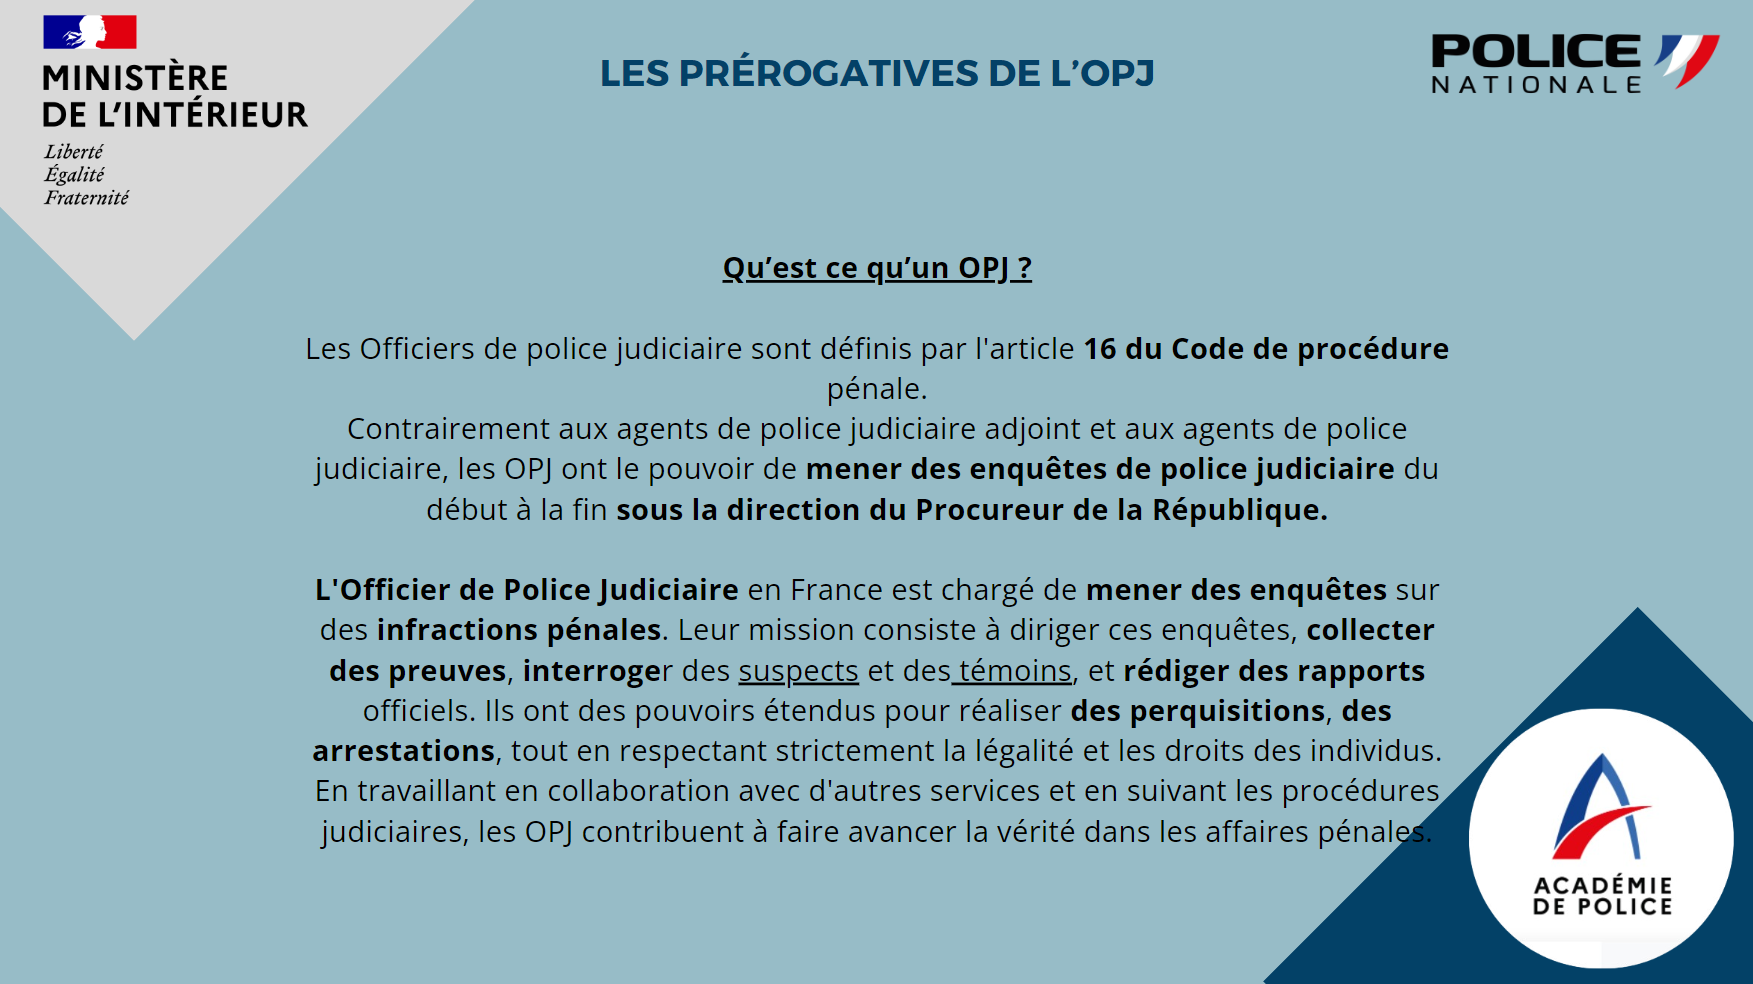 MINISTÈRE
DE L’INTÉRIEUR
Liberté
Égalité
Fraternité
LES PRÉROGATIVES DE L’OPJ
POLICE
NATIONALE
Qu’est ce qu’un OPJ ?
Les Officiers de police judiciaire sont définis par l'article 16 du Code de procédure
pénale.
Contrairement aux agents de police judiciaire adjoint et aux agents de police
judiciaire, les OPJ ont le pouvoir de mener des enquêtes de police judiciaire du
début à la fin sous la direction du Procureur de la République.
L'Officier de Police Judiciaire en France est chargé de mener des enquêtes sur
des infractions pénales. Leur mission consiste à diriger ces enquêtes, collecter
des preuves, interroger des suspects et des témoins, et rédiger des rapports
officiels. Ils ont des pouvoirs étendus pour réaliser des perquisitions, des
arrestations, tout en respectant strictement la légalité et les droits des individus.
En travaillant en collaboration avec d'autres services et en suivant les procédures
judiciaires, les OPJ contribuent à faire avancer la vérité dans les affaires pénales.
ACADÉMIE
DE POLICE